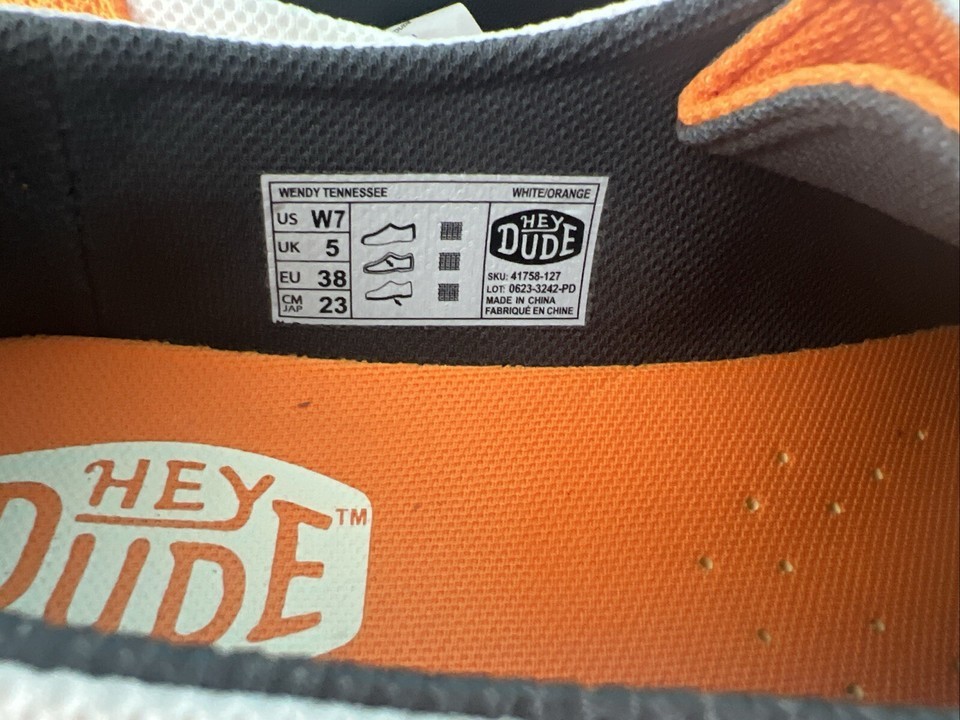 WENDY TENNESSEE WHITE/ORANGE
US W7
UK 5
EU 38
CM JAP 23
HEY DUDE
SKU: 41758-127
LOT: 0623-3242-PD
MADE IN CHINA
FABRIQUÉ EN CHINE
HEY
DUDE™